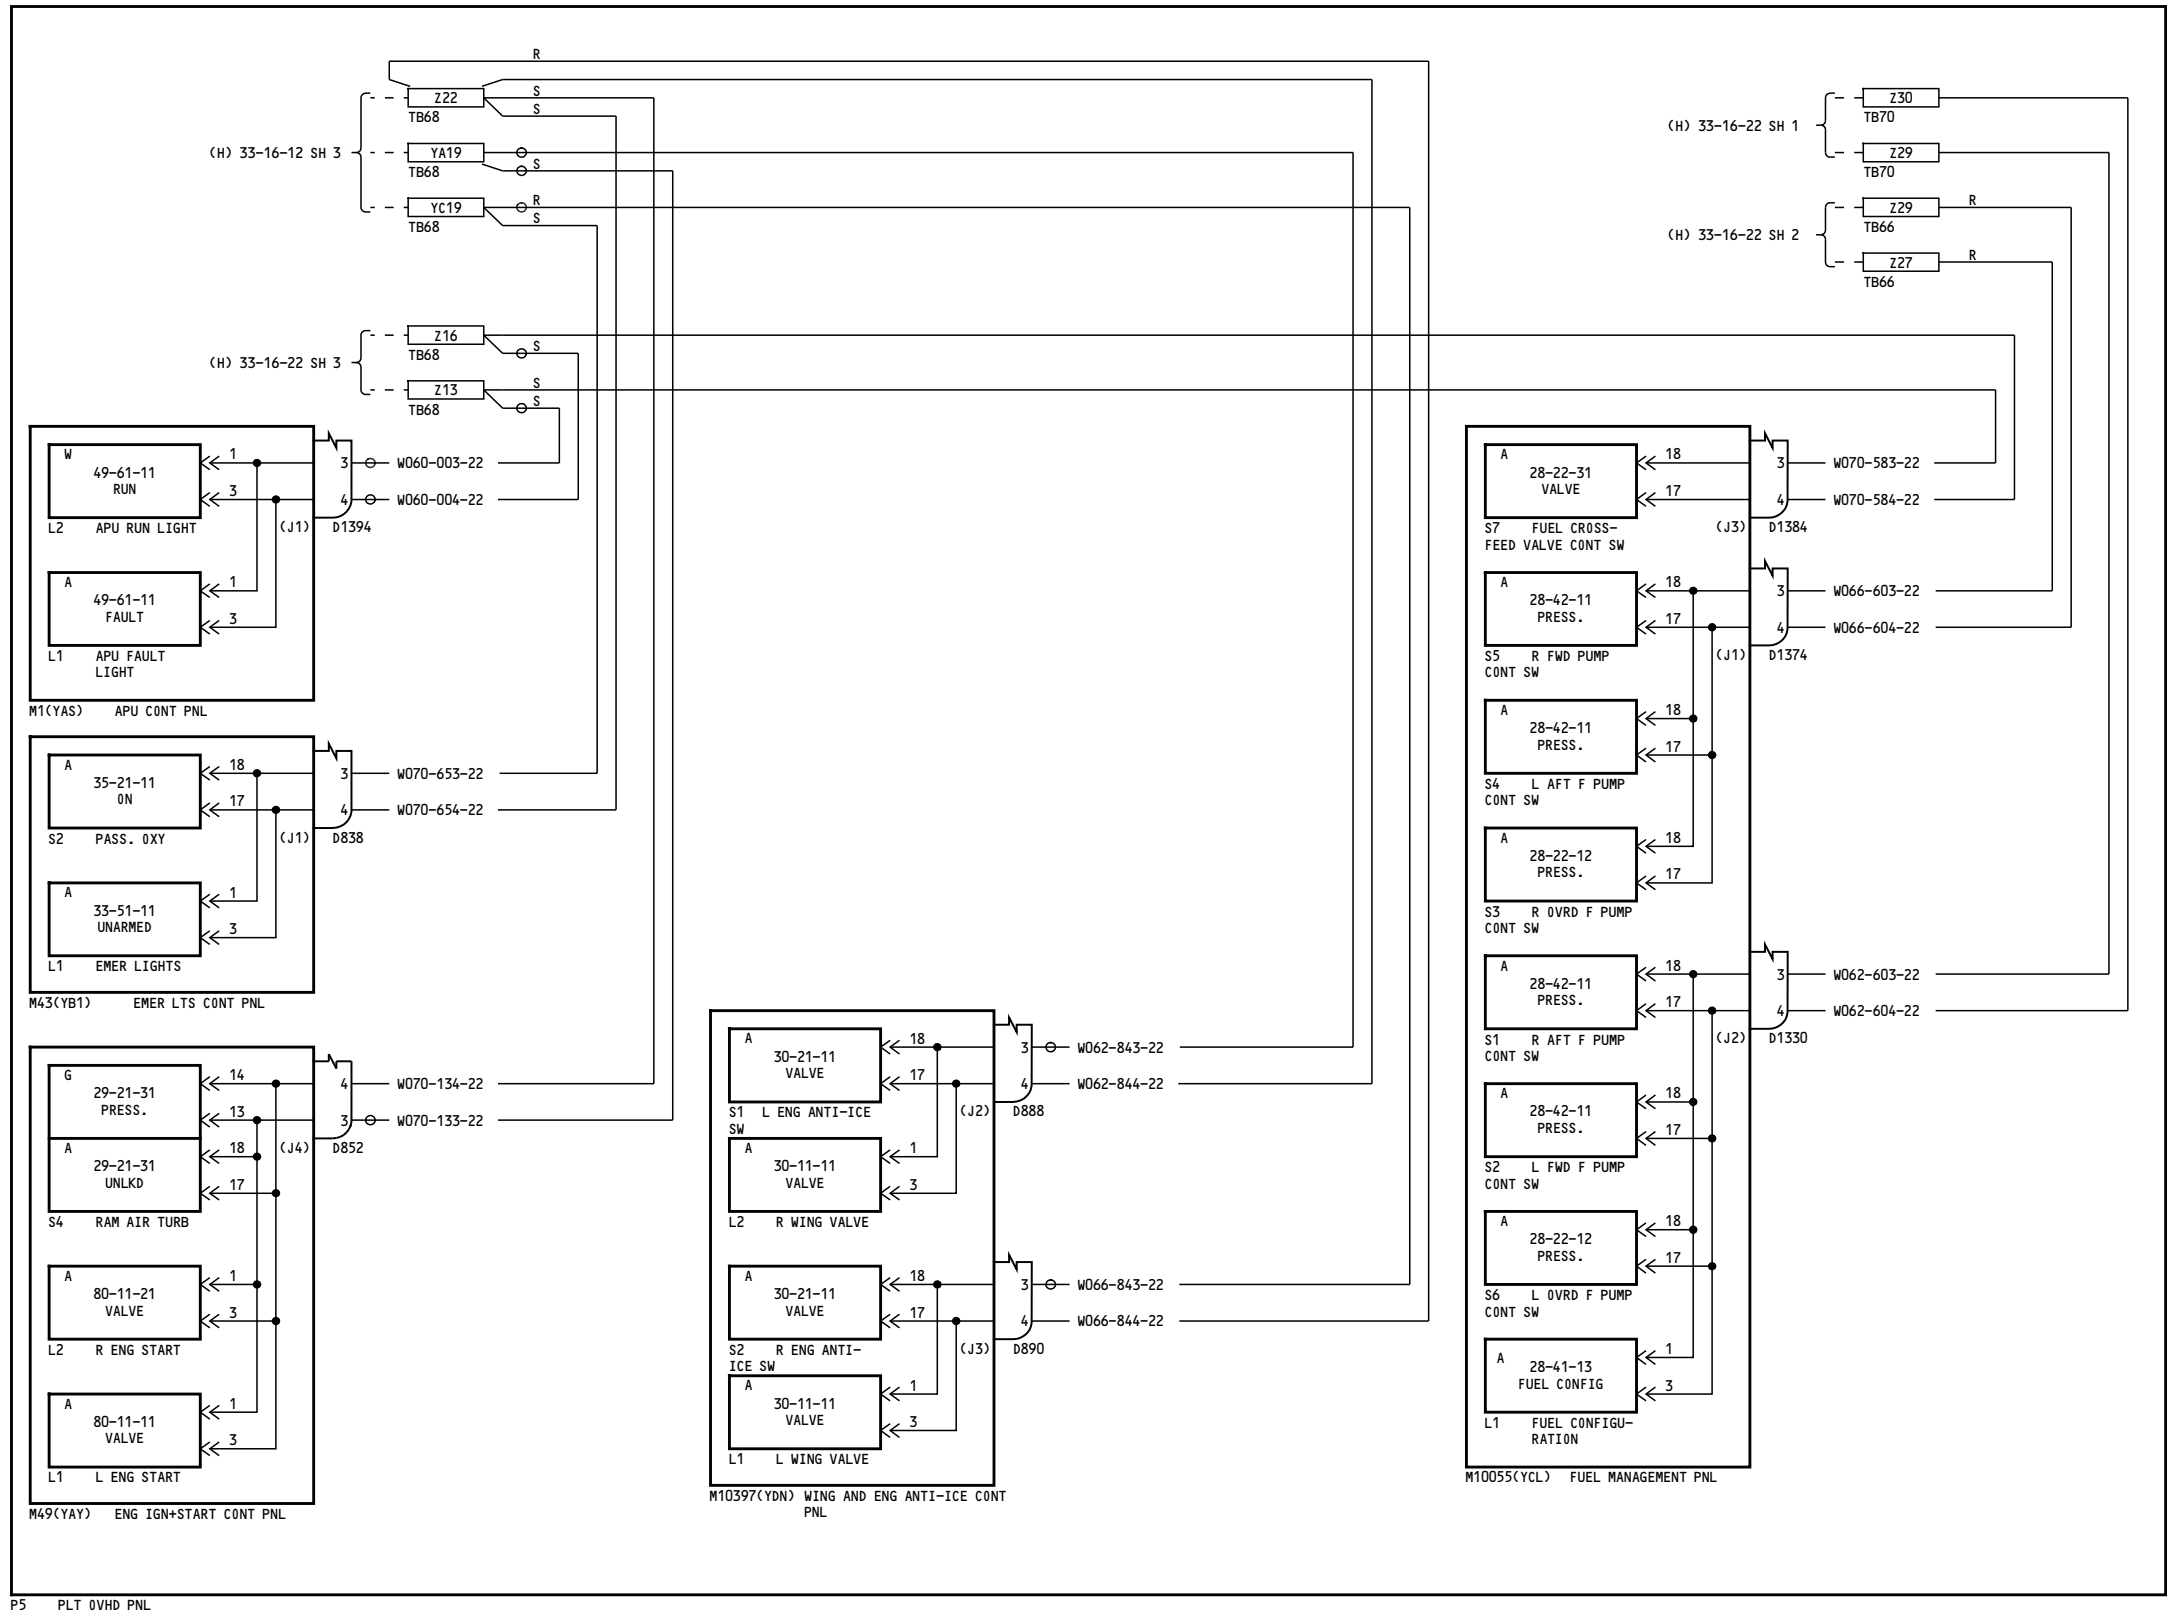 R
Z22
S
S
TB68
(H) 33-16-12 SH 3
YA19
S
TB68
YC19
R
S
TB68
Z30
TB70
(H) 33-16-22 SH 1
Z29
TB70
Z29
R
TB66
(H) 33-16-22 SH 2
Z27
R
TB66
Z16
S
TB68
(H) 33-16-22 SH 3
Z13
S
S
TB68
W
49-61-11
RUN
1
3
3
4
W060-003-22
W060-004-22
L2 APU RUN LIGHT
(J1) D1394
A
49-61-11
FAULT
1
3
L1 APU FAULT
LIGHT
M1(YAS) APU CONT PNL
A
35-21-11
ON
18
17
3
4
W070-653-22
W070-654-22
S2 PASS. OXY
(J1) D838
A
33-51-11
UNARMED
1
3
L1 EMER LIGHTS
M43(YB1) EMER LTS CONT PNL
G
29-21-31
PRESS.
14
13
4
3
W070-134-22
W070-133-22
(J4) D852
A
29-21-31
UNLKD
18
17
S4 RAM AIR TURB
A
80-11-21
VALVE
1
3
L2 R ENG START
A
80-11-11
VALVE
1
3
L1 L ENG START
M49(YAY) ENG IGN+START CONT PNL
A
30-21-11
VALVE
18
17
3
4
W062-843-22
W062-844-22
S1 L ENG ANTI-ICE
SW
(J2) D888
A
30-11-11
VALVE
1
3
L2 R WING VALVE
A
30-21-11
VALVE
18
17
3
4
W066-843-22
W066-844-22
S2 R ENG ANTI-
ICE SW
(J3) D890
A
30-11-11
VALVE
1
3
L1 L WING VALVE
M10397(YDN) WING AND ENG ANTI-ICE CONT
PNL
A
28-22-31
VALVE
18
17
3
4
W070-583-22
W070-584-22
S7 FUEL CROSS-
FEED VALVE CONT SW
(J3) D1384
A
28-42-11
PRESS.
18
17
3
4
W066-603-22
W066-604-22
S5 R FWD PUMP
CONT SW
(J1) D1374
A
28-42-11
PRESS.
18
17
S4 L AFT F PUMP
CONT SW
A
28-22-12
PRESS.
18
17
S3 R OVRD F PUMP
CONT SW
A
28-42-11
PRESS.
18
17
3
4
W062-603-22
W062-604-22
S1 R AFT F PUMP
CONT SW
(J2) D1330
A
28-42-11
PRESS.
18
17
S2 L FWD F PUMP
CONT SW
A
28-22-12
PRESS.
18
17
S6 L OVRD F PUMP
CONT SW
A
28-41-13
FUEL CONFIG
1
3
L1 FUEL CONFIGU-
RATION
M10055(YCL) FUEL MANAGEMENT PNL
P5 PLT OVHD PNL